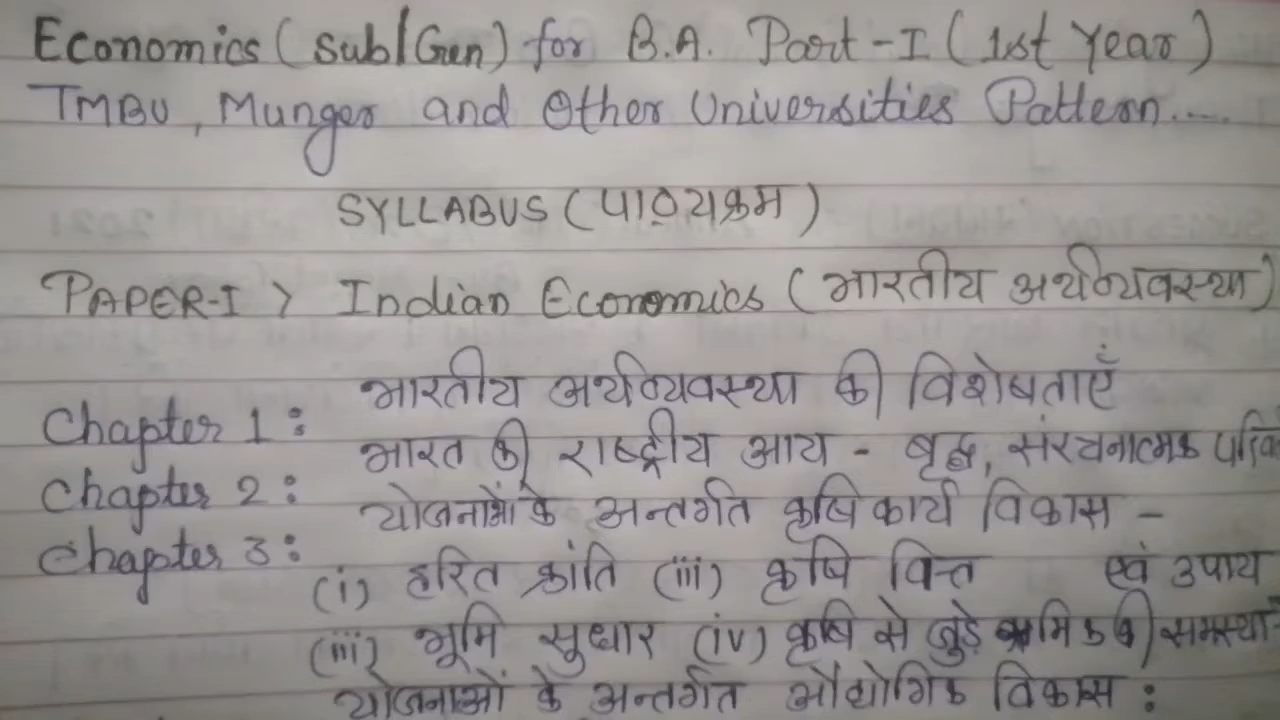 Economics (Sub/Gen) for B.A. Part-I (1st Year)
TMBU, Munger and Other Universities Pattern....
SYLLABUS (पाठ्यक्रम)
PAPER-I > Indian Economics (भारतीय अर्थव्यवस्था)
Chapter 1: भारतीय अर्थव्यवस्था की विशेषताएँ
Chapter 2: भारत की राष्ट्रीय आय - बृद्ध, संरचनात्मक
Chapter 3: योजनाओं के अन्तर्गत कृषि कार्य विकास -
(i) हरित क्रांति (iii) कृषि वित्त एवं उपाय
(iii) भूमि सुधार (iv) कृषि से जुड़े श्रमिक की समस्या
योजनाओं के अन्तर्गत औद्योगिक विकास :